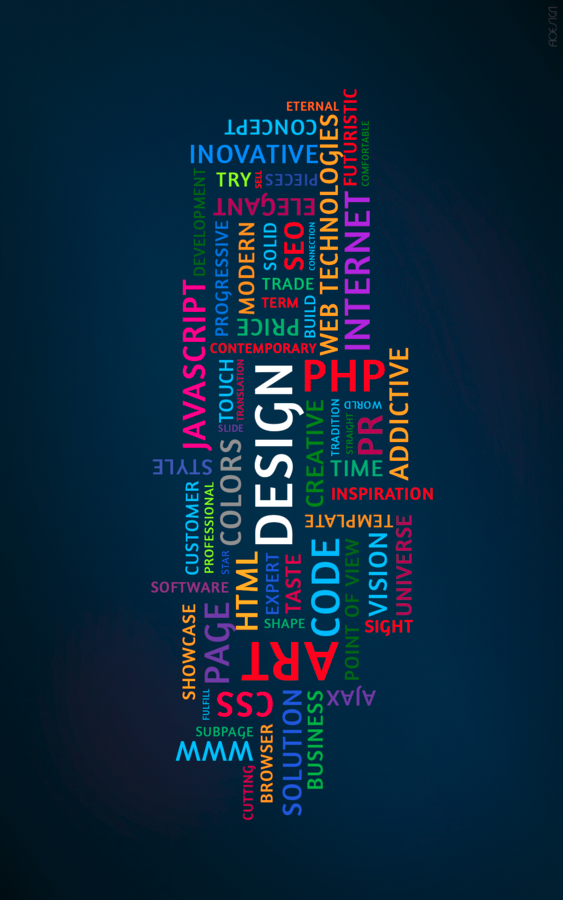 ETERNAL
FUTURISTIC
CONCEPT
COMFORTABLE
WEB TECHNOLOGIES
INOVATIVE
TRY
SELL
PIECES
DEVELOPMENT
ELEGANT
INTERNET
PROGRESSIVE
MODERN
SOLID
SEO
CONNECTION
TRADE
JAVASCRIPT
TERM
BUILD
PRICE
CONTEMPORARY
ADDICTIVE
TOUCH
TRANSLATION
DESIGN
PHP
CREATIVE
TRADITION
WORLD
STRAIGHT
PR
SLIDE
COLORS
STYLE
TIME
CUSTOMER
PROFESSIONAL
INSPIRATION
TEMPLATE
UNIVERSE
STAR
HTML
EXPERT
TASTE
CODE
POINT OF VIEW
VISION
SOFTWARE
SHOWCASE
PAGE
SHAPE
SIGHT
ART
FULFILL
CSS
SOLUTION
BUSINESS
AJAX
SUBPAGE
BROWSER
WWW
CUTTING